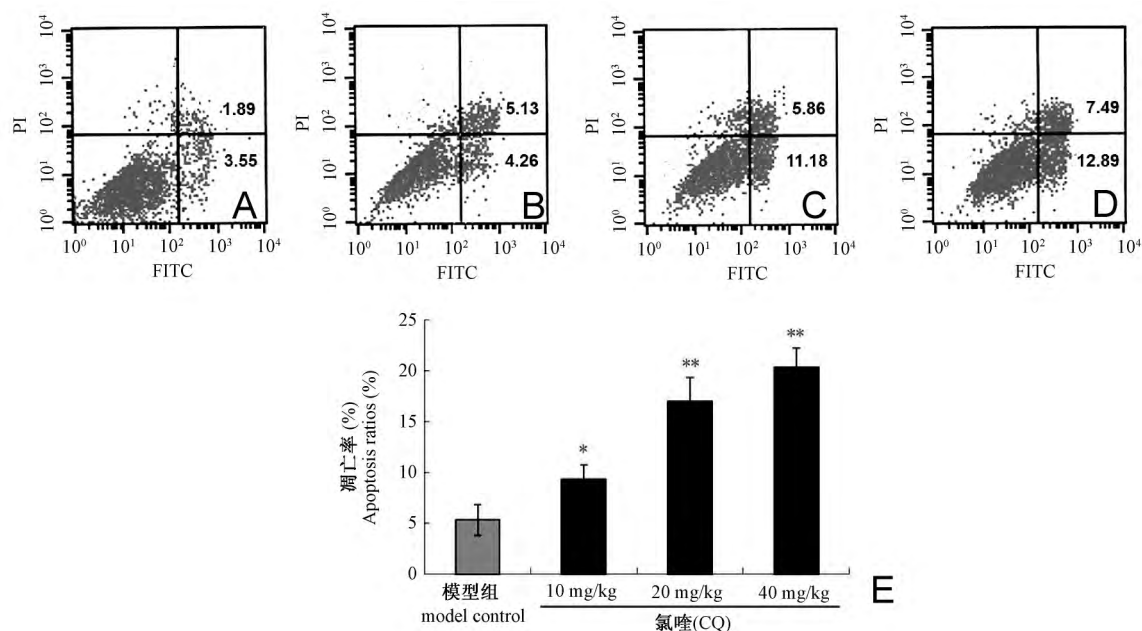 10⁴
10³
10²
10¹
10⁰
PI
1.89
3.55
A
10⁰ 10¹ 10² 10³ 10⁴
FITC
10⁴
10³
10²
10¹
10⁰
PI
5.13
4.26
B
10⁰ 10¹ 10² 10³ 10⁴
FITC
10⁴
10³
10²
10¹
10⁰
PI
5.86
11.18
C
10⁰ 10¹ 10² 10³ 10⁴
FITC
10⁴
10³
10²
10¹
10⁰
PI
7.49
12.89
D
10⁰ 10¹ 10² 10³ 10⁴
FITC
凋亡率 (%)
Apoptosis ratios (%)
25
20
15
10
5
0
*
**
**
模型组
model control
10 mg/kg 20 mg/kg 40 mg/kg
氯喹(CQ)
E